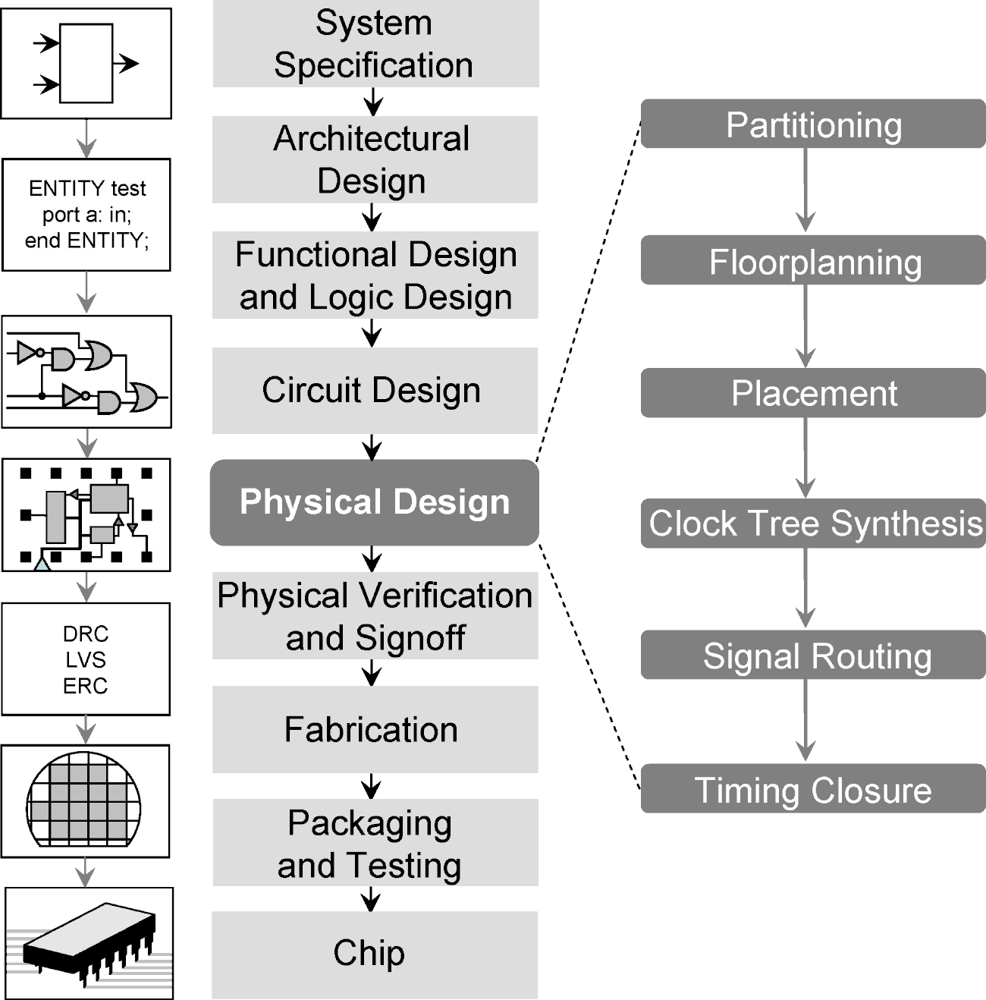 ENTITY test
port a: in;
end ENTITY;
DRC
LVS
ERC
System
Specification
Architectural
Design
Functional Design
and Logic Design
Circuit Design
Physical Design
Physical Verification
and Signoff
Fabrication
Packaging
and Testing
Chip
Partitioning
Floorplanning
Placement
Clock Tree Synthesis
Signal Routing
Timing Closure